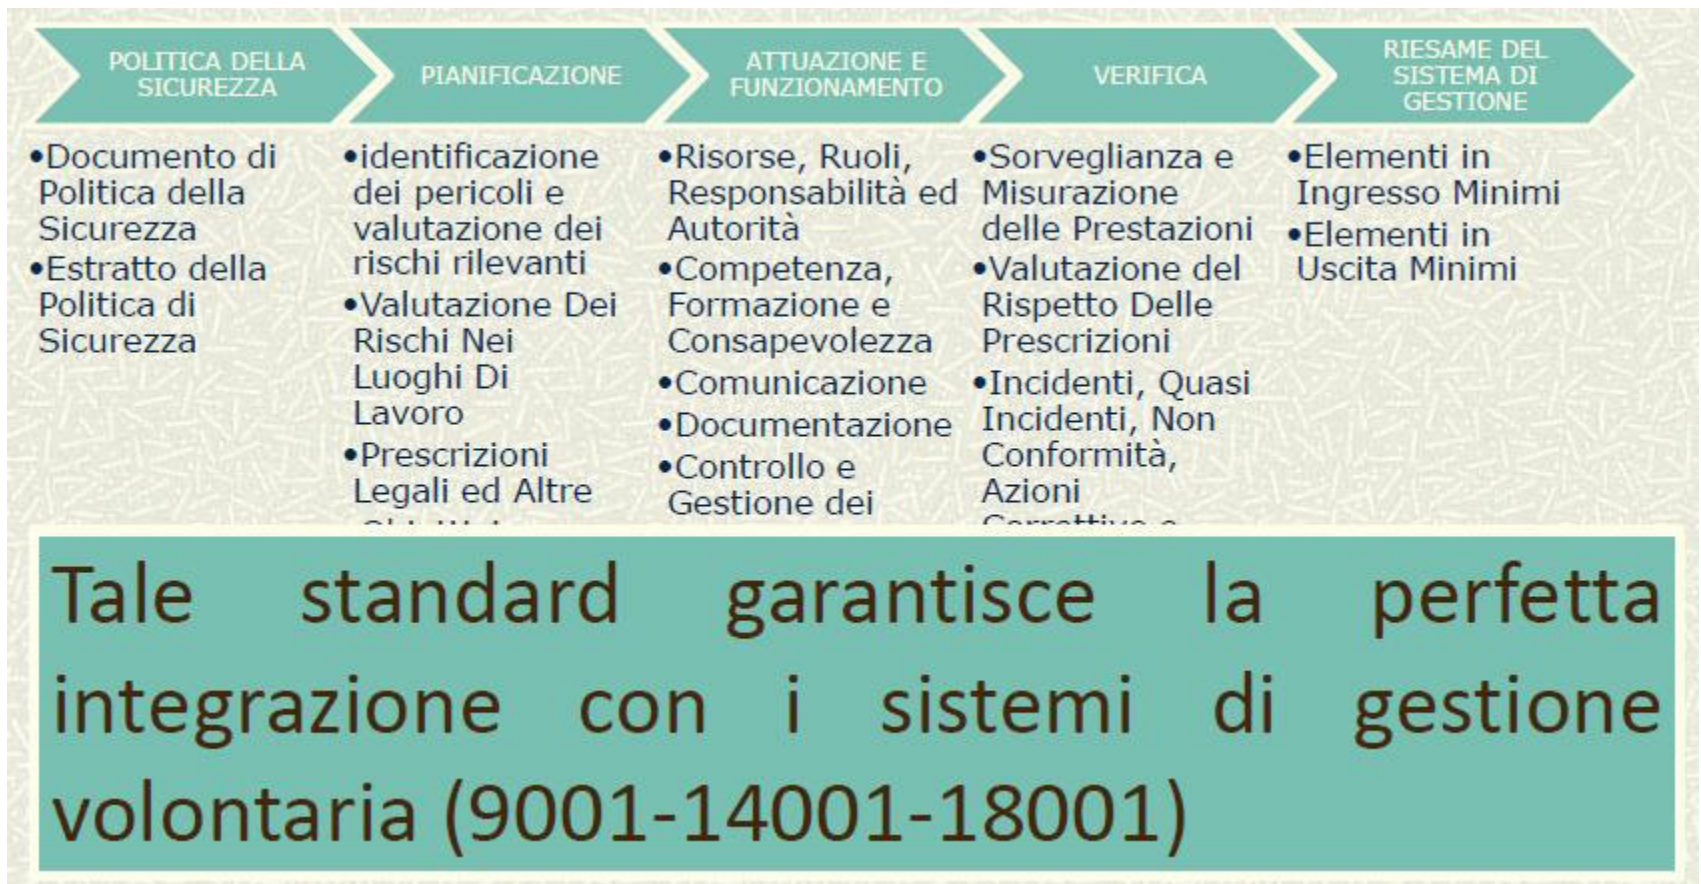 POLITICA DELLA
SICUREZZA
PIANIFICAZIONE
ATTUAZIONE E
FUNZIONAMENTO
VERIFICA
RIESAME DEL
SISTEMA DI
GESTIONE
•Documento di
Politica della
Sicurezza
•Estratto della
Politica di
Sicurezza
•identificazione
dei pericoli e
valutazione dei
rischi rilevanti
•Valutazione Dei
Rischi Nei
Luoghi Di
Lavoro
•Prescrizioni
Legali ed Altre
•Risorse, Ruoli,
Responsabilità ed
Autorità
•Competenza,
Formazione e
Consapevolezza
•Comunicazione
•Documentazione
•Controllo e
Gestione dei
•Sorveglianza e
Misurazione
delle Prestazioni
•Valutazione del
Rispetto Delle
Prescrizioni
•Incidenti, Quasi
Incidenti, Non
Conformità,
Azioni
•Elementi in
Ingresso Minimi
•Elementi in
Uscita Minimi
Tale standard garantisce la perfetta
integrazione con i sistemi di gestione
volontaria (9001-14001-18001)